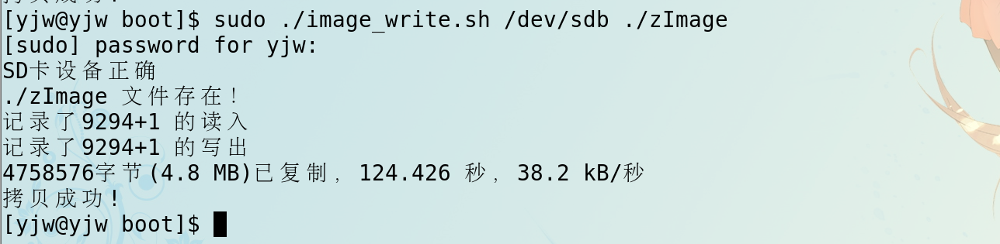 拷贝成功!
[yjw@yjw boot]$ sudo ./image_write.sh /dev/sdb ./zImage
[sudo] password for yjw:
SD卡设备正确
./zImage 文件存在!
记录了9294+1 的读入
记录了9294+1 的写出
4758576字节(4.8 MB)已复制, 124.426 秒, 38.2 kB/秒
拷贝成功!
[yjw@yjw boot]$